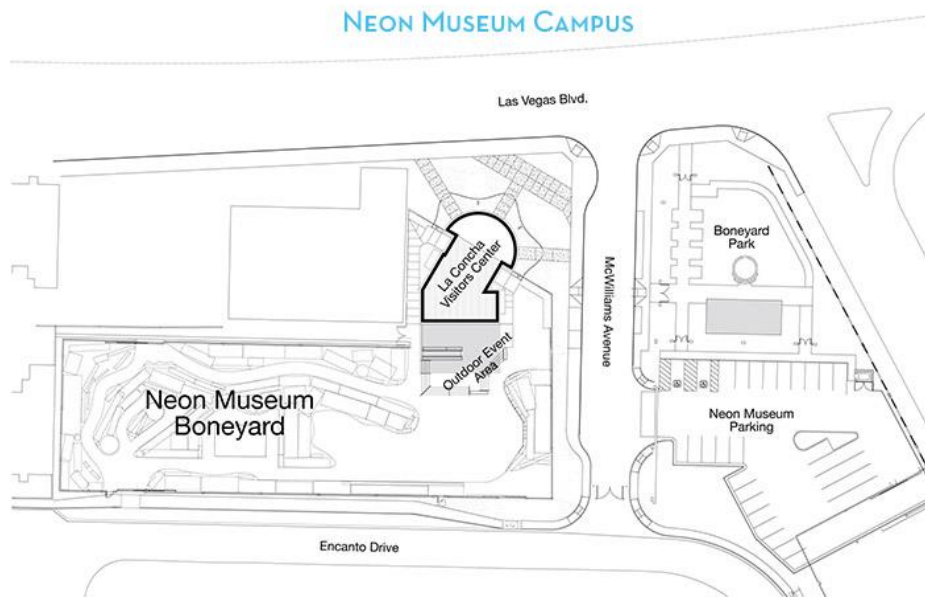 NEON MUSEUM CAMPUS
Las Vegas Blvd.
La Concha
Visitors Center
McWilliams Avenue
Boneyard
Park
Outdoor Event
Area
Neon Museum
Boneyard
Neon Museum
Parking
Encanto Drive